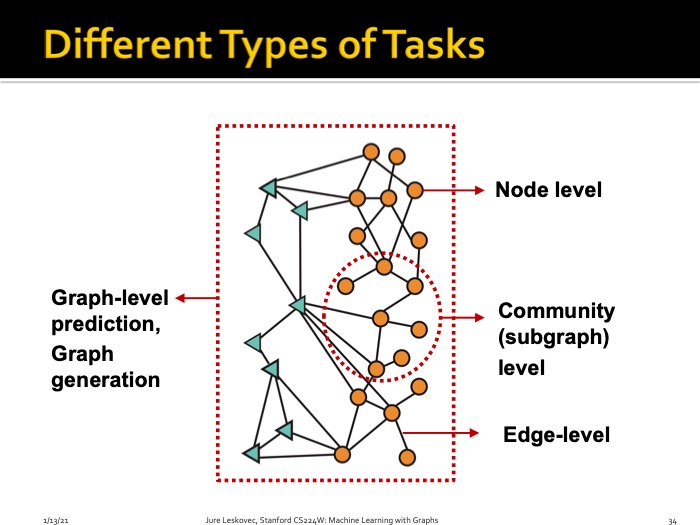 Different Types of Tasks
Node level
Graph-level
prediction,
Graph
generation
Community
(subgraph)
level
Edge-level
1/13/21
Jure Leskovec, Stanford CS224W: Machine Learning with Graphs
34